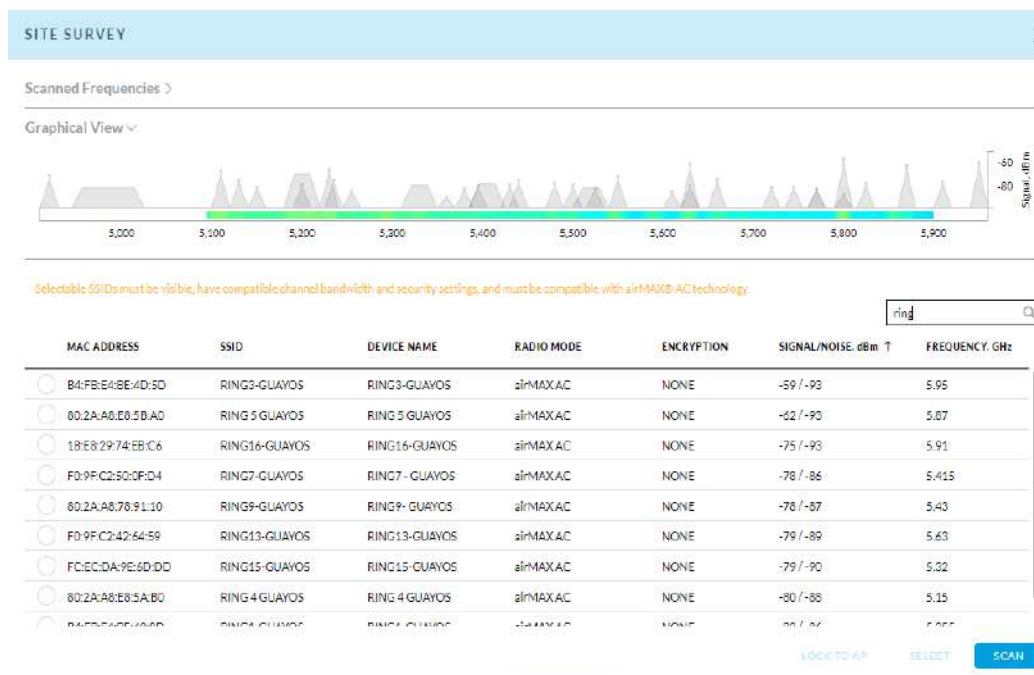 SITE SURVEY
Scanned Frequencies >
Graphical View
-60
-80
Signal, dBm
5,000 5,100 5,200 5,300 5,400 5,500 5,600 5,700 5,800 5,900
Selectable SSIDs must be visible, have compatible channel bandwidth and security settings, and must be compatible with airMAX® AC technology.
ring
MAC ADDRESS SSID DEVICE NAME RADIO MODE ENCRYPTION SIGNAL/NOISE, dBm ↑ FREQUENCY, GHz
B4:FB:E4:BE:4D:5D RING3-GUAYOS RING3-GUAYOS airMAX AC NONE -59 / -93 5.95
80:2A:A8:E8:5B:A0 RING 5 GUAYOS RING 5 GUAYOS airMAX AC NONE -62 / -93 5.87
18:E8:29:74:EB:C6 RING16-GUAYOS RING16-GUAYOS airMAX AC NONE -75 / -93 5.91
F0:9F:C2:50:0F:D4 RING7-GUAYOS RING7 - GUAYOS airMAX AC NONE -78 / -86 5.415
80:2A:A8:78:91:10 RING9-GUAYOS RING9- GUAYOS airMAX AC NONE -78 / -87 5.43
F0:9F:C2:42:64:59 RING13-GUAYOS RING13-GUAYOS airMAX AC NONE -79 / -89 5.63
FC:EC:DA:9E:6D:DD RING15-GUAYOS RING15-GUAYOS airMAX AC NONE -79 / -90 5.32
80:2A:A8:E8:5A:B0 RING 4 GUAYOS RING 4 GUAYOS airMAX AC NONE -80 / -88 5.15
LOCK TO AP SELECT SCAN